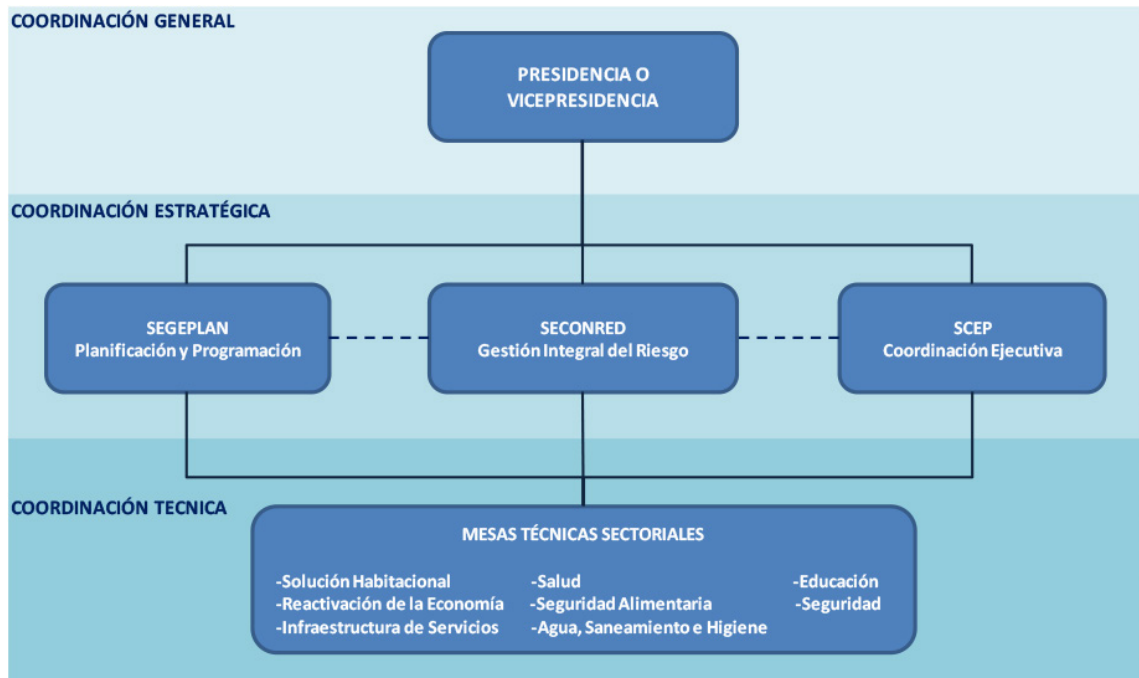 COORDINACIÓN GENERAL
PRESIDENCIA O
VICEPRESIDENCIA
COORDINACIÓN ESTRATÉGICA
SEGEPLAN
Planificación y Programación
SECONRED
Gestión Integral del Riesgo
SCEP
Coordinación Ejecutiva
COORDINACIÓN TECNICA
MESAS TÉCNICAS SECTORIALES
-Solución Habitacional
-Reactivación de la Economía
-Infraestructura de Servicios
-Salud
-Seguridad Alimentaria
-Agua, Saneamiento e Higiene
-Educación
-Seguridad